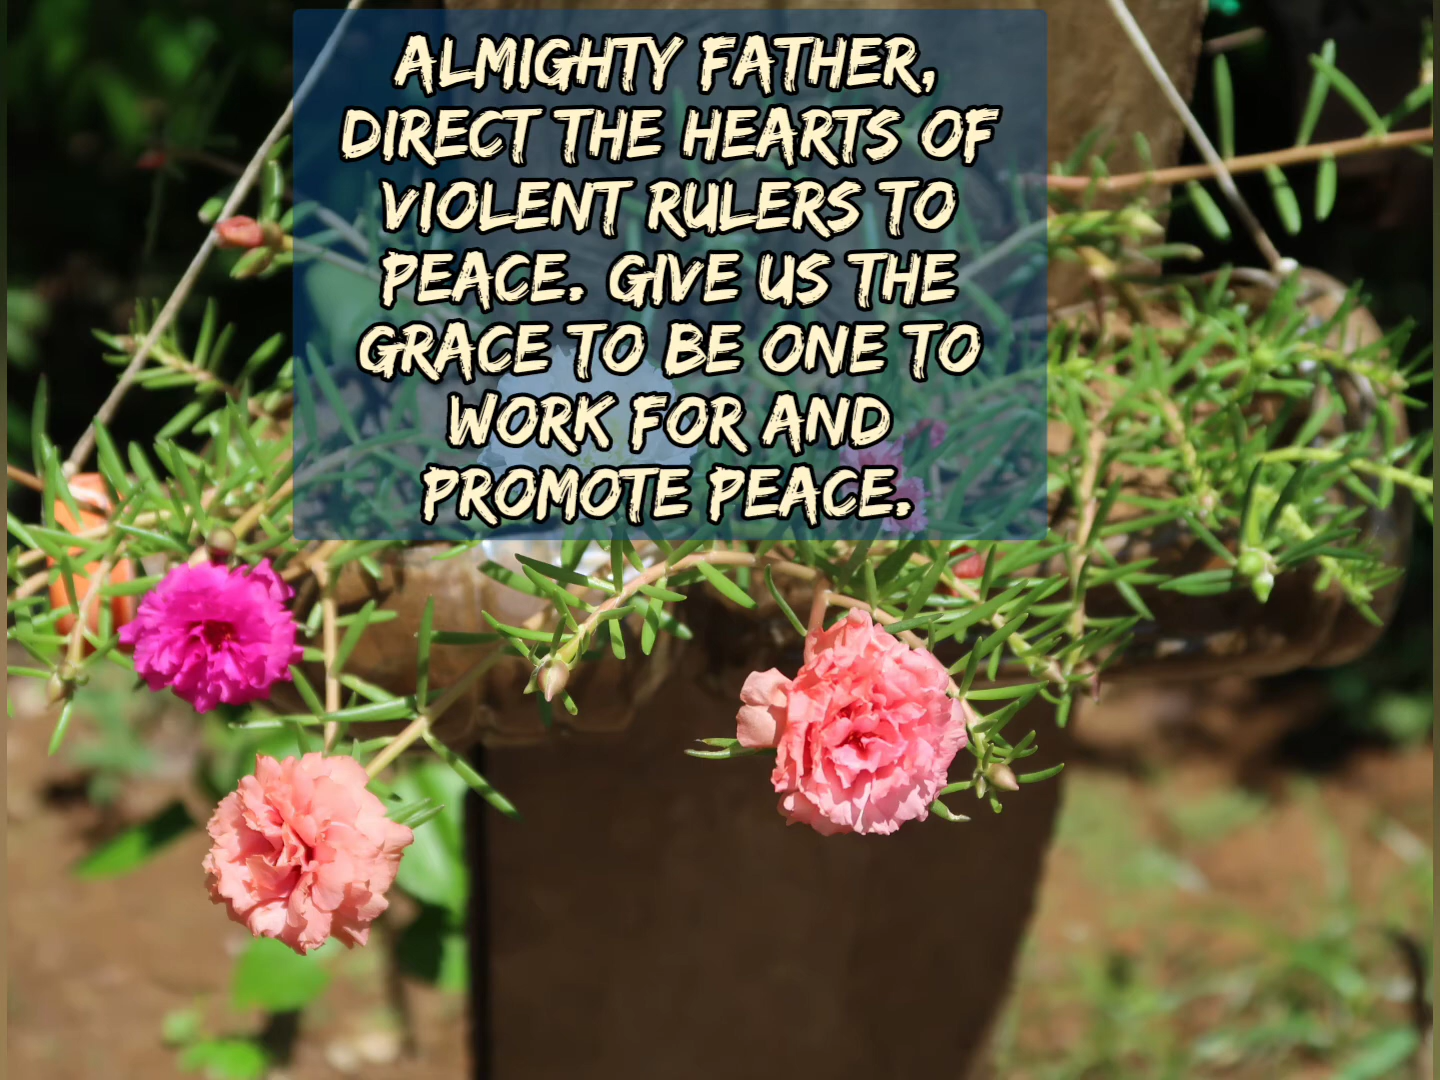 ALMIGHTY FATHER,
DIRECT THE HEARTS OF
VIOLENT RULERS TO
PEACE. GIVE US THE
GRACE TO BE ONE TO
WORK FOR AND
PROMOTE PEACE.